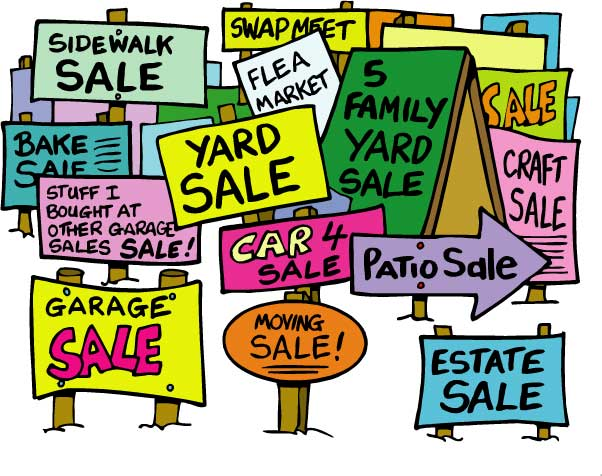 SWAP MEET
SIDEWALK
SALE
FLEA
MARKET
5
FAMILY
YARD
SALE
SALE
BAKE
SALE
YARD
SALE
CRAFT
SALE
STUFF I
BOUGHT AT
OTHER GARAGE
SALES SALE!
CAR 4
SALE
PATIO SALE
GARAGE
SALE
MOVING
SALE!
ESTATE
SALE